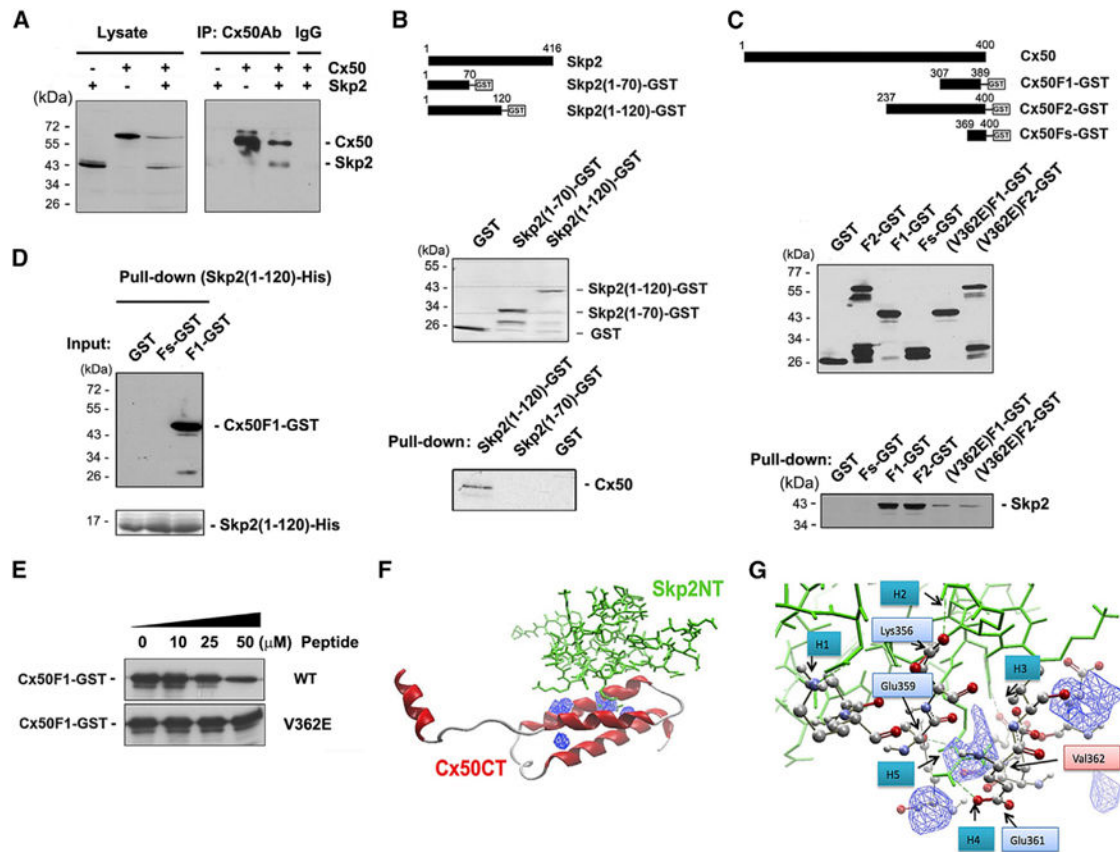 A
Lysate
IP: Cx50Ab
IgG
- + + - + + + Cx50
+ - + + - + + Skp2
(kDa)
72 -
55 -
43 -
34 -
26 -
- Cx50
- Skp2
B
1
416
Skp2
1
70
GST
Skp2(1-70)-GST
1
120
GST
Skp2(1-120)-GST
GST
Skp2(1-70)-GST
Skp2(1-120)-GST
(kDa)
55 -
43 -
34 -
26 -
- Skp2(1-120)-GST
- Skp2(1-70)-GST
- GST
Pull-down:
Skp2(1-120)-GST
Skp2(1-70)-GST
GST
- Cx50
C
1
400
Cx50
307
389
GST
Cx50F1-GST
237
400
GST
Cx50F2-GST
369
400
GST
Cx50Fs-GST
GST
F2-GST
F1-GST
Fs-GST
(V362E)F1-GST
(V362E)F2-GST
(kDa)
77 -
55 -
43 -
34 -
26 -
Pull-down:
GST
Fs-GST
F1-GST
F2-GST
(V362E)F1-GST
(V362E)F2-GST
(kDa)
43 -
34 -
- Skp2
D
Pull-down (Skp2(1-120)-His)
Input:
GST
Fs-GST
F1-GST
(kDa)
72 -
55 -
43 -
34 -
26 -
- Cx50F1-GST
17 -
- Skp2(1-120)-His
E
0 10 25 50 (μM) Peptide
Cx50F1-GST - WT
Cx50F1-GST - V362E
F
Skp2NT
Cx50CT
G
H2
Lys356
H1
H3
Glu359
Val362
H5
H4
Glu361